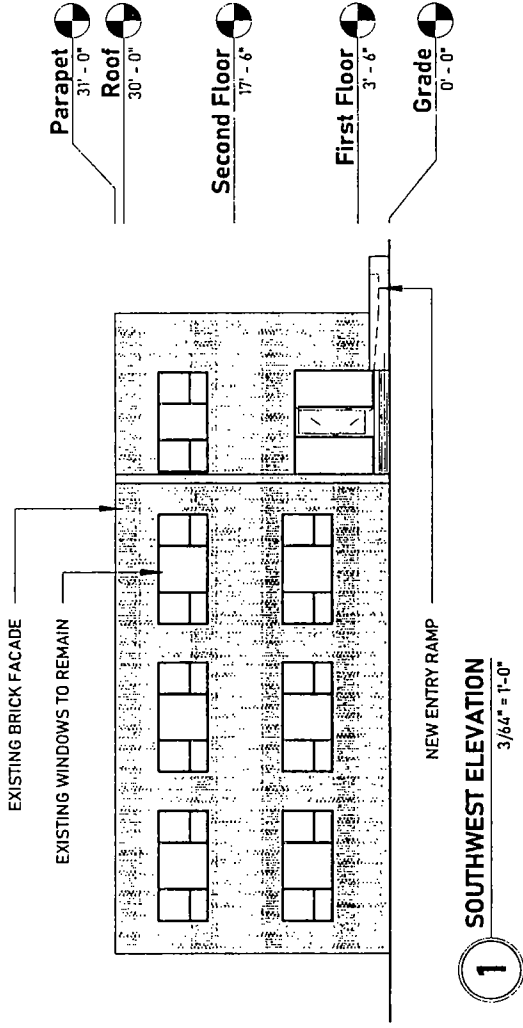 EXISTING BRICK FACADE
EXISTING WINDOWS TO REMAIN
Parapet
31' - 0"
Roof
30' - 0"
Second Floor
17' - 6"
First Floor
3' - 6"
Grade
0' - 0"
NEW ENTRY RAMP
1
SOUTHWEST ELEVATION
3/64" = 1'-0"